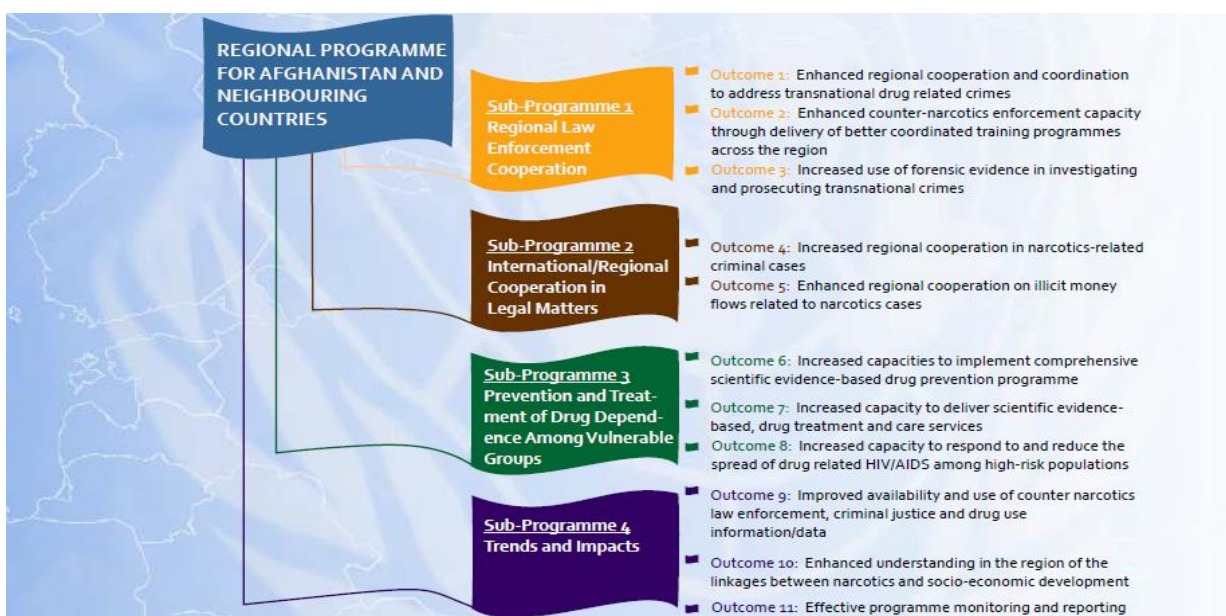 REGIONAL PROGRAMME
FOR AFGHANISTAN AND
NEIGHBOURING
COUNTRIES
Sub-Programme 1
Regional Law
Enforcement
Cooperation
Outcome 1: Enhanced regional cooperation and coordination
to address transnational drug related crimes
Outcome 2: Enhanced counter-narcotics enforcement capacity
through delivery of better coordinated training programmes
across the region
Outcome 3: Increased use of forensic evidence in investigating
and prosecuting transnational crimes
Sub-Programme 2
International/Regional
Cooperation in
Legal Matters
Outcome 4: Increased regional cooperation in narcotics-related
criminal cases
Outcome 5: Enhanced regional cooperation on illicit money
flows related to narcotics cases
Sub-Programme 3
Prevention and Treat-
ment of Drug Depend-
ence Among Vulnerable
Groups
Outcome 6: Increased capacities to implement comprehensive
scientific evidence-based drug prevention programme
Outcome 7: Increased capacity to deliver scientific evidence-
based, drug treatment and care services
Outcome 8: Increased capacity to respond to and reduce the
spread of drug related HIV/AIDS among high-risk populations
Sub-Programme 4
Trends and Impacts
Outcome 9: Improved availability and use of counter narcotics
law enforcement, criminal justice and drug use
information/data
Outcome 10: Enhanced understanding in the region of the
linkages between narcotics and socio-economic development
Outcome 11: Effective programme monitoring and reporting